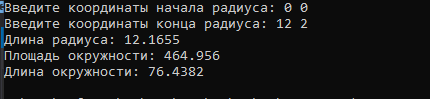 Введите координаты начала радиуса: 0 0
Введите координаты конца радиуса: 12 2
Длина радиуса: 12.1655
Площадь окружности: 464.956
Длина окружности: 76.4382